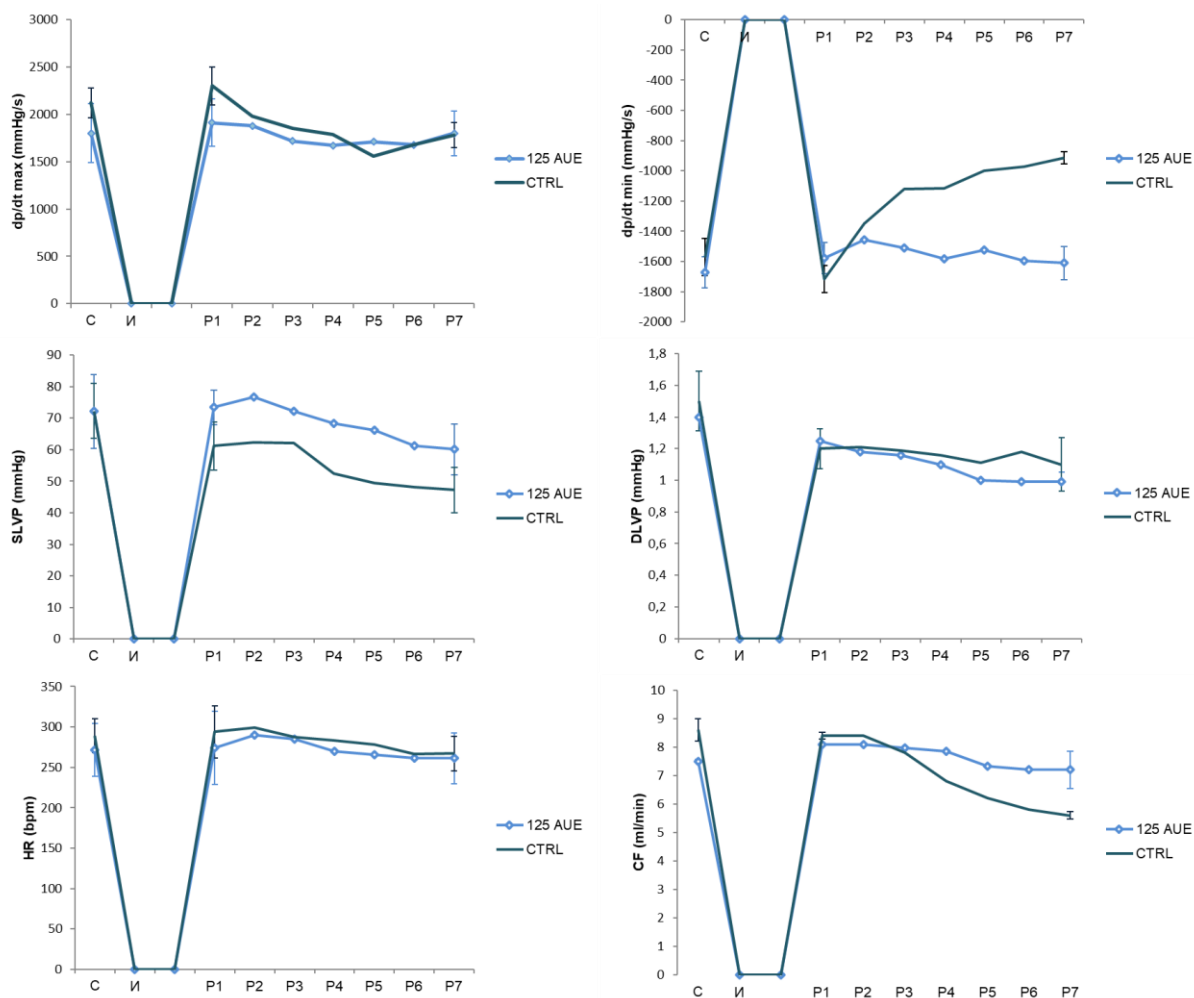 dp/dt max (mmHg/s)
3000
2500
2000
1500
1000
500
0
С И P1 P2 P3 P4 P5 P6 P7
125 AUE
CTRL
dp/dt min (mmHg/s)
0
-200
-400
-600
-800
-1000
-1200
-1400
-1600
-1800
-2000
С И P1 P2 P3 P4 P5 P6 P7
125 AUE
CTRL
SLVP (mmHg)
90
80
70
60
50
40
30
20
10
0
С И P1 P2 P3 P4 P5 P6 P7
125 AUE
CTRL
DLVP (mmHg)
1,8
1,6
1,4
1,2
1
0,8
0,6
0,4
0,2
0
С И P1 P2 P3 P4 P5 P6 P7
125 AUE
CTRL
HR (bpm)
350
300
250
200
150
100
50
0
С И P1 P2 P3 P4 P5 P6 P7
125 AUE
CTRL
CF (ml/min)
10
9
8
7
6
5
4
3
2
1
0
С И P1 P2 P3 P4 P5 P6 P7
125 AUE
CTRL